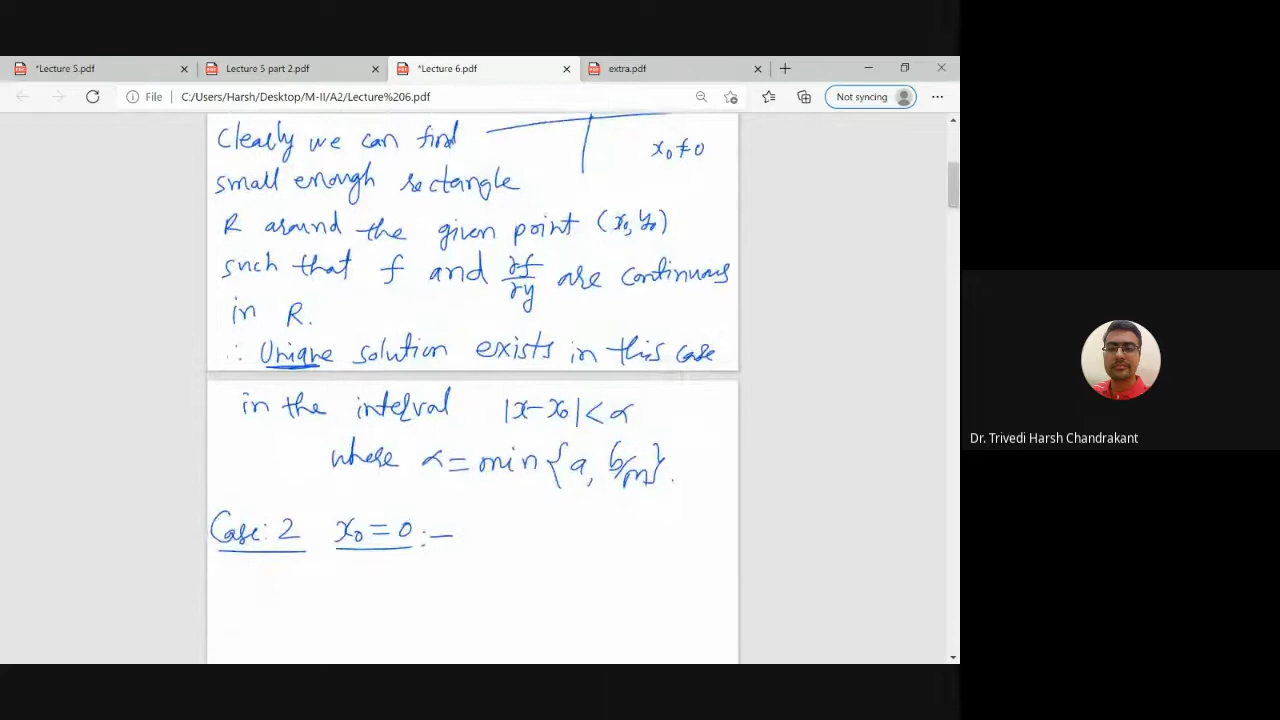 *Lecture 5.pdf
Lecture 5 part 2.pdf
*Lecture 6.pdf
extra.pdf
File C:/Users/Harsh/Desktop/M-II/A2/Lecture%206.pdf
Not syncing
Clearly we can find
x₀≠0
small enough rectangle
R around the given point (x₀, y₀)
such that f and ∂f/∂y are continuous
in R.
∴ Unique solution exists in this case
in the interval |x-x₀|<α
where α = min {a, b/m}.
Case: 2 x₀=0 :-
Dr. Trivedi Harsh Chandrakant